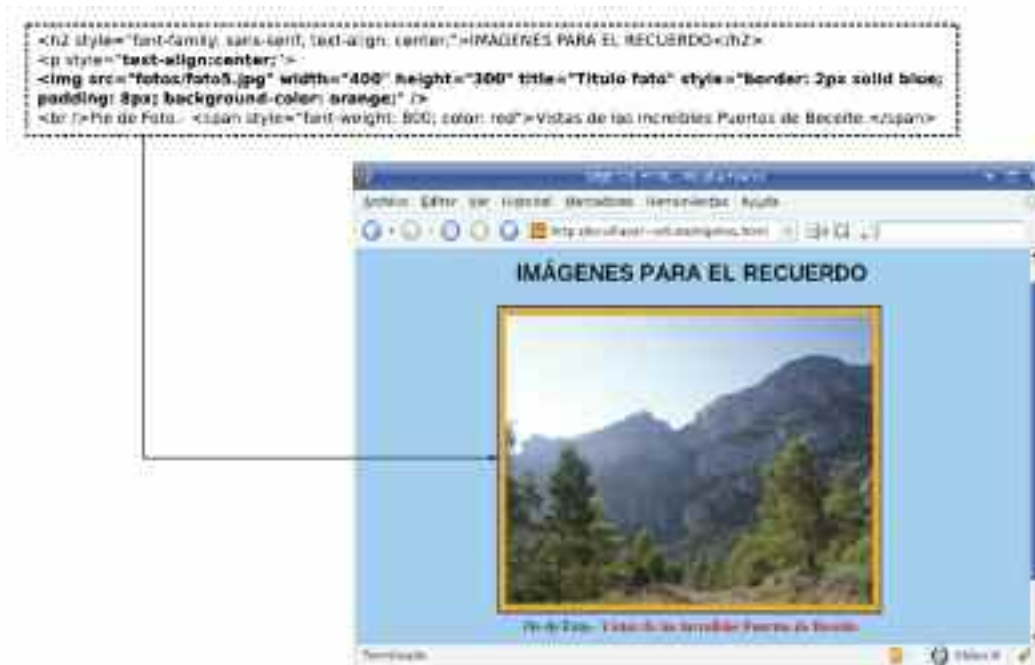 <h2 style="font-family: sans-serif; text-align: center;">IMÁGENES PARA EL RECUERDO</h2>
<p style="text-align:center;">
<img src="fotos/foto5.jpg" width="400" height="300" title="Título foto" style="border: 2px solid blue;
padding: 8px; background-color: orange;" />
<br />Pie de Foto.- <span style="font-weight: 800; color: red">Vistas de los increíbles Puertos de Beceite.</span>
Archivo Editar Ver Historial Marcadores Herramientas Ayuda
IMÁGENES PARA EL RECUERDO
Pie de Foto.- Vistas de los increíbles Puertos de Beceite.
Terminado